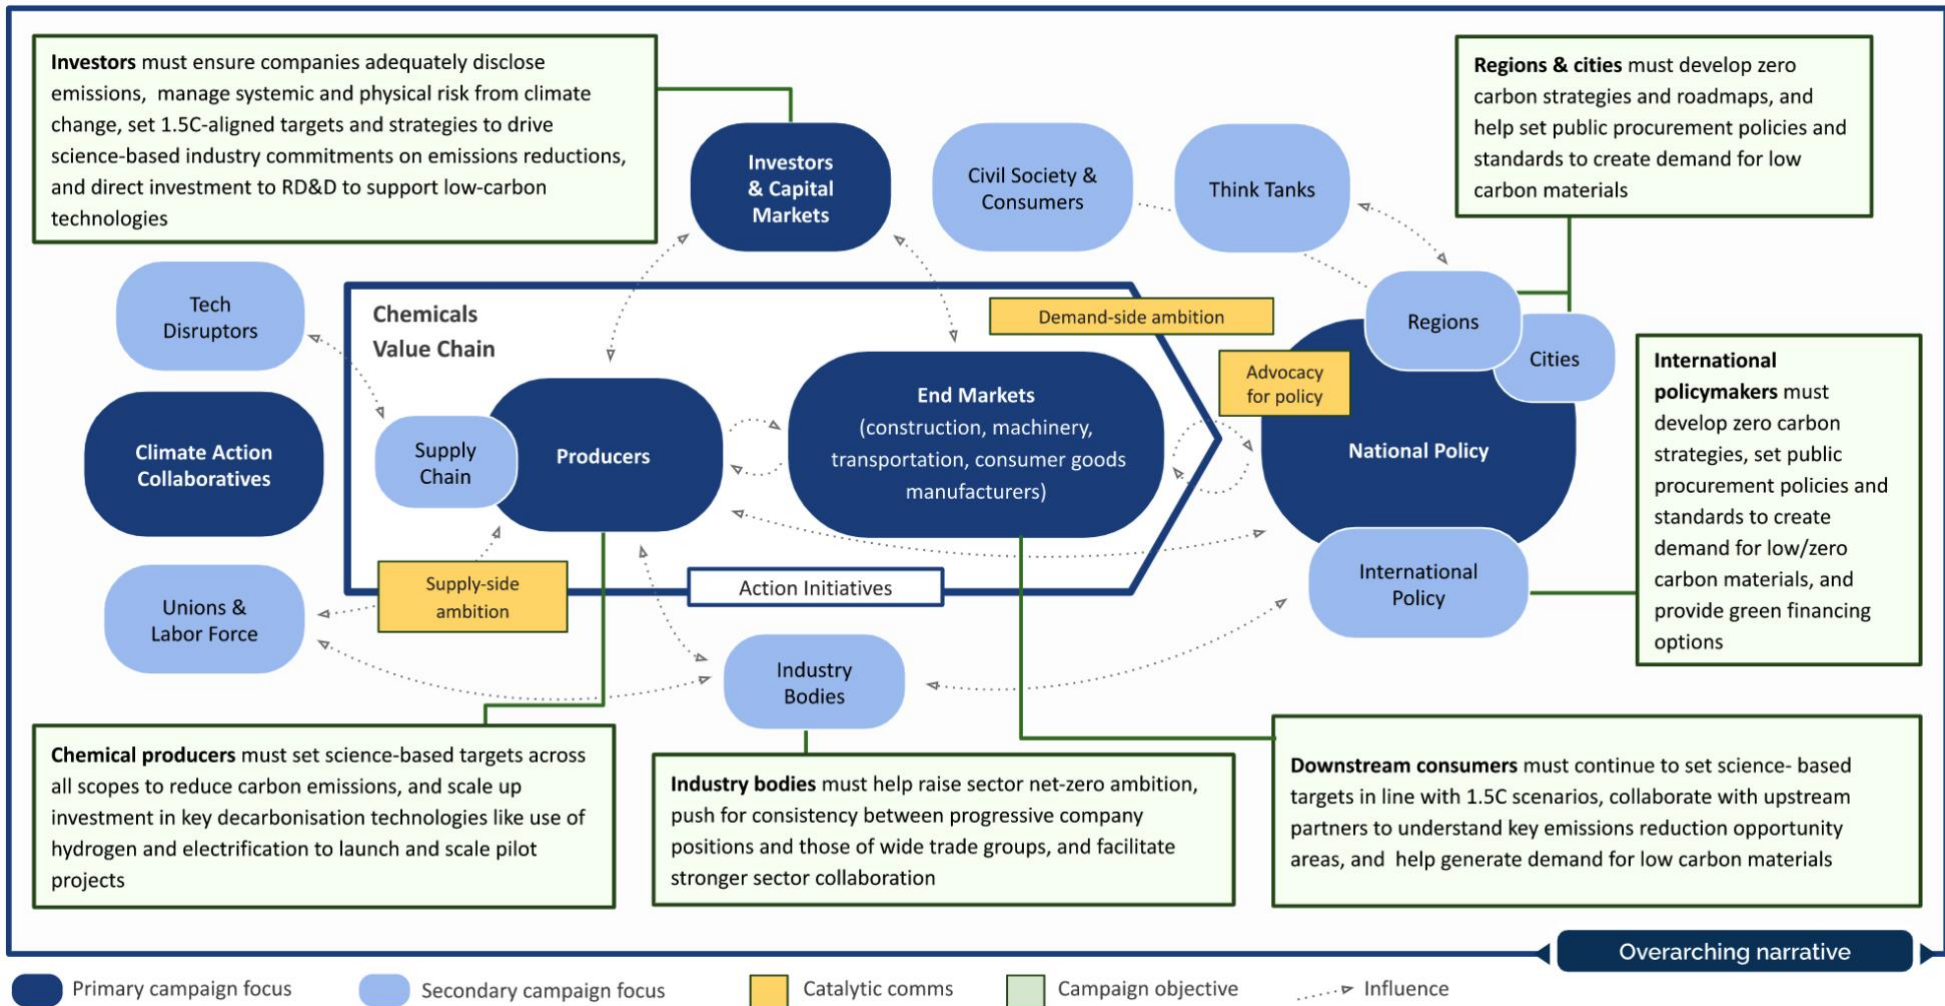 Investors must ensure companies adequately disclose
emissions,  manage systemic and physical risk from climate
change, set 1.5C-aligned targets and strategies to drive
science-based industry commitments on emissions reductions,
and direct investment to RD&D to support low-carbon
technologies
Investors
& Capital
Markets
Civil Society &
Consumers
Think Tanks
Regions & cities must develop zero
carbon strategies and roadmaps, and
help set public procurement policies and
standards to create demand for low
carbon materials
Tech
Disruptors
Chemicals
Value Chain
Demand-side ambition
Regions
Cities
Advocacy
for policy
International
policymakers must
develop zero carbon
strategies, set public
procurement policies and
standards to create
demand for low/zero
carbon materials, and
provide green financing
options
Climate Action
Collaboratives
Supply
Chain
Producers
End Markets
(construction, machinery,
transportation, consumer goods
manufacturers)
National Policy
Unions &
Labor Force
Supply-side
ambition
Action Initiatives
International
Policy
Industry
Bodies
Chemical producers must set science-based targets across
all scopes to reduce carbon emissions, and scale up
investment in key decarbonisation technologies like use of
hydrogen and electrification to launch and scale pilot
projects
Industry bodies must help raise sector net-zero ambition,
push for consistency between progressive company
positions and those of wide trade groups, and facilitate
stronger sector collaboration
Downstream consumers must continue to set science- based
targets in line with 1.5C scenarios, collaborate with upstream
partners to understand key emissions reduction opportunity
areas, and  help generate demand for low carbon materials
Overarching narrative
Primary campaign focus
Secondary campaign focus
Catalytic comms
Campaign objective
Influence